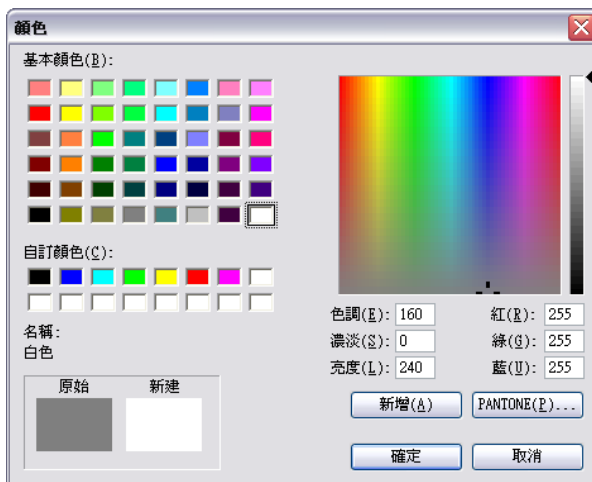 顏色
基本顏色(B):
自訂顏色(C):
名稱:
白色
原始 新建
色調(E): 160 紅(R): 255
濃淡(S): 0 綠(G): 255
亮度(L): 240 藍(U): 255
新增(A) PANTONE(P)...
確定 取消